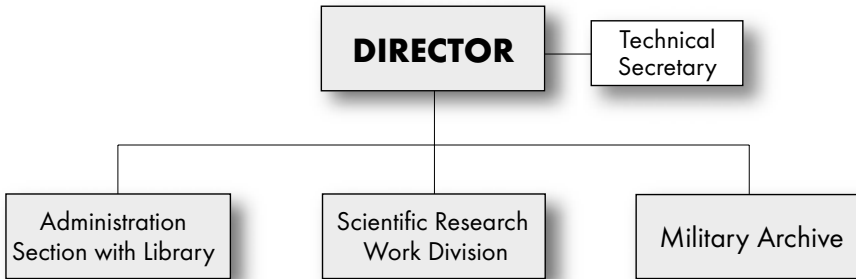 DIRECTOR
Technical
Secretary
Administration
Section with Library
Scientific Research
Work Division
Military Archive